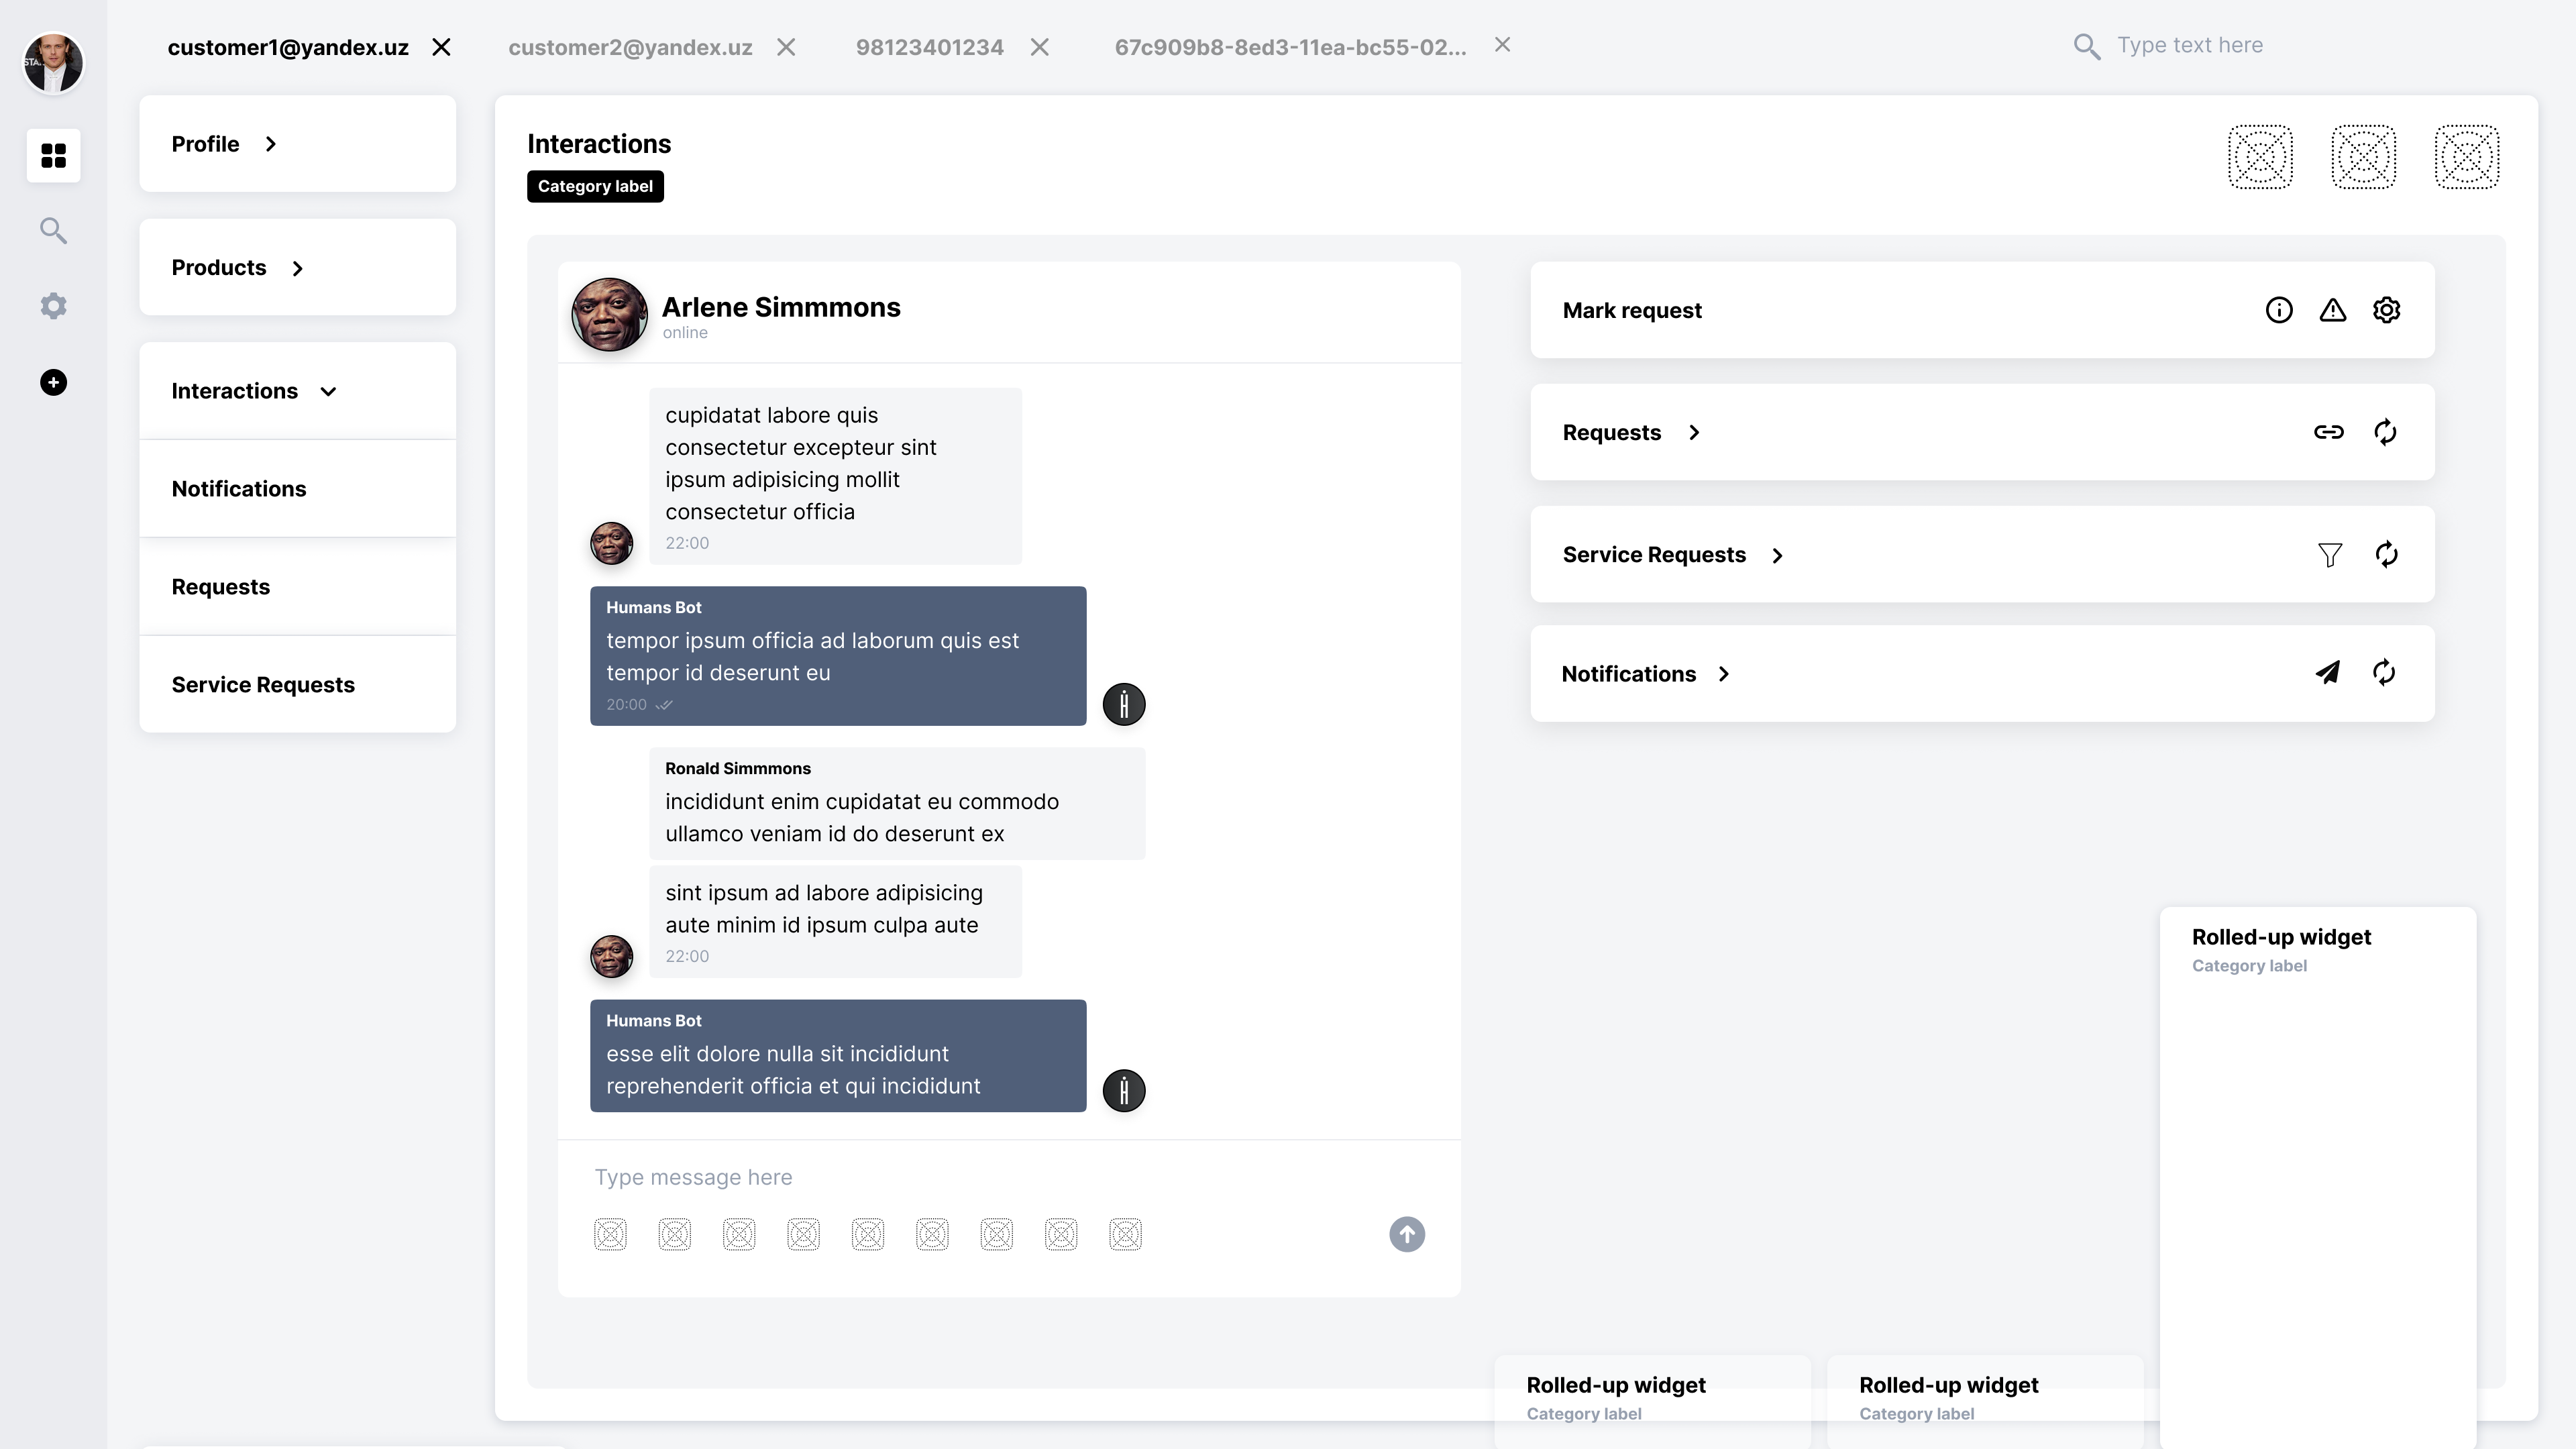 customer1@yandex.uz
customer2@yandex.uz
98123401234
67c909b8-8ed3-11ea-bc55-02...
Type text here
Profile
Products
Interactions
Notifications
Requests
Service Requests
Interactions
Category label
Arlene Simmmons
online
cupidatat labore quis
consectetur excepteur sint
ipsum adipisicing mollit
consectetur officia
22:00
Humans Bot
tempor ipsum officia ad laborum quis est
tempor id deserunt eu
20:00
Ronald Simmmons
incididunt enim cupidatat eu commodo
ullamco veniam id do deserunt ex
sint ipsum ad labore adipisicing
aute minim id ipsum culpa aute
22:00
Humans Bot
esse elit dolore nulla sit incididunt
reprehenderit officia et qui incididunt
Type message here
Mark request
Requests
Service Requests
Notifications
Rolled-up widget
Category label
Rolled-up widget
Category label
Rolled-up widget
Category label